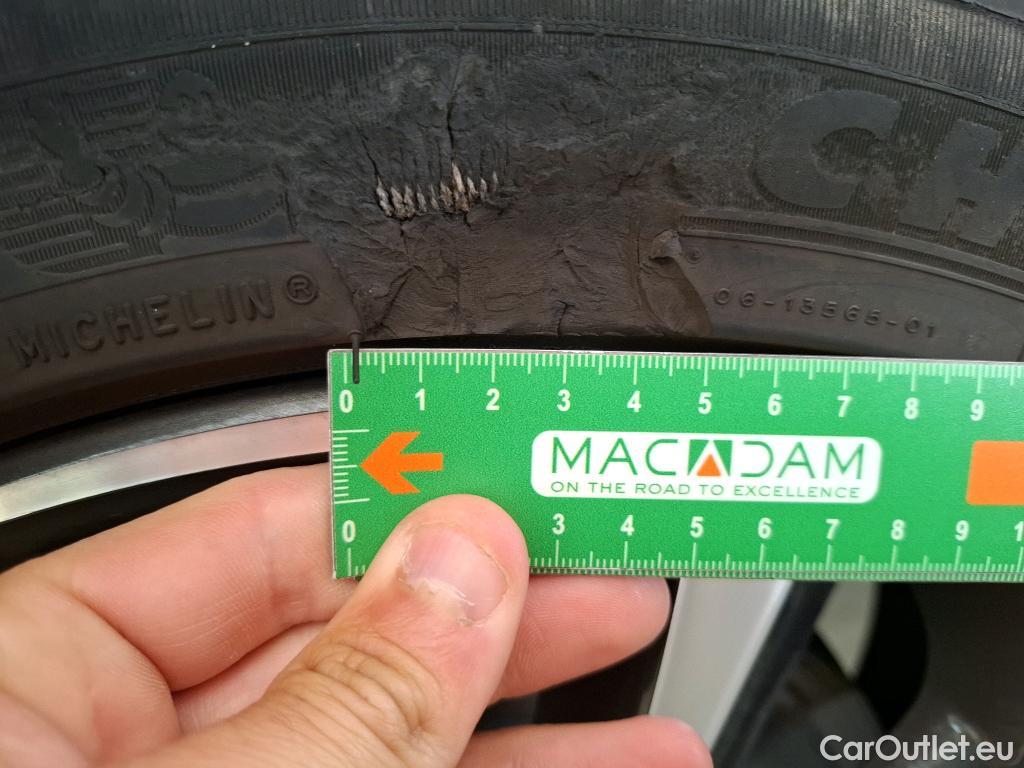 CH
MICHELIN®
06-13565-01
0 1 2 3 4 5 6 7 8 9
MACADAM
ON THE ROAD TO EXCELLENCE
0 3 4 5 6 7 8 9 1
CarOutlet.eu